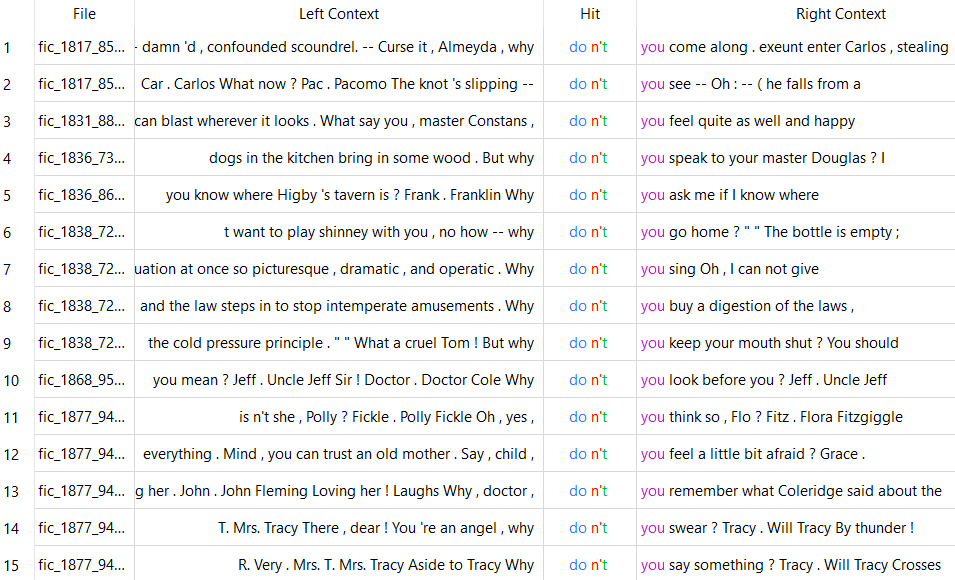 File Left Context Hit Right Context
1 fic_1817_85... - damn 'd , confounded scoundrel. -- Curse it , Almeyda , why do n't you come along . exeunt enter Carlos , stealing
2 fic_1817_85... Car . Carlos What now ? Pac . Pacomo The knot 's slipping -- do n't you see -- Oh : -- ( he falls from a
3 fic_1831_88... can blast wherever it looks . What say you , master Constans , do n't you feel quite as well and happy
4 fic_1836_73... dogs in the kitchen bring in some wood . But why do n't you speak to your master Douglas ? I
5 fic_1836_86... you know where Higby 's tavern is ? Frank . Franklin Why do n't you ask me if I know where
6 fic_1838_72... t want to play shinney with you , no how -- why do n't you go home ? " " The bottle is empty ;
7 fic_1838_72... uation at once so picturesque , dramatic , and operatic . Why do n't you sing Oh , I can not give
8 fic_1838_72... and the law steps in to stop intemperate amusements . Why do n't you buy a digestion of the laws ,
9 fic_1838_72... the cold pressure principle . " " What a cruel Tom ! But why do n't you keep your mouth shut ? You should
10 fic_1868_95... you mean ? Jeff . Uncle Jeff Sir ! Doctor . Doctor Cole Why do n't you look before you ? Jeff . Uncle Jeff
11 fic_1877_94... is n't she , Polly ? Fickle . Polly Fickle Oh , yes , do n't you think so , Flo ? Fitz . Flora Fitzgiggle
12 fic_1877_94... everything . Mind , you can trust an old mother . Say , child , do n't you feel a little bit afraid ? Grace .
13 fic_1877_94... g her . John . John Fleming Loving her ! Laughs Why , doctor , do n't you remember what Coleridge said about the
14 fic_1877_94... T. Mrs. Tracy There , dear ! You 're an angel , why do n't you swear ? Tracy . Will Tracy By thunder !
15 fic_1877_94... R. Very . Mrs. T. Mrs. Tracy Aside to Tracy Why do n't you say something ? Tracy . Will Tracy Crosses